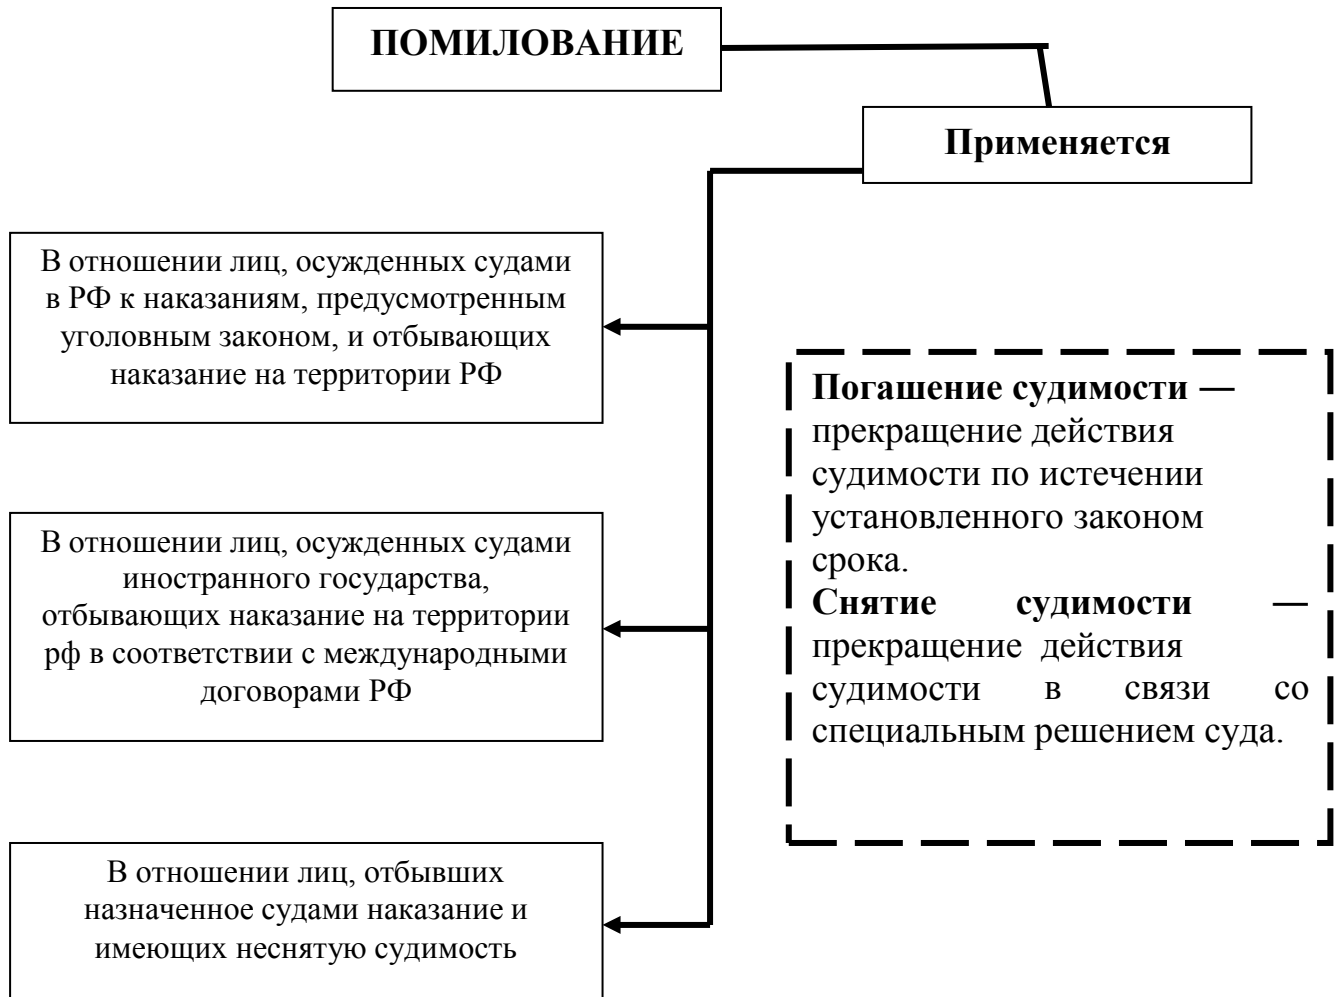 ПОМИЛОВАНИЕ
Применяется
В отношении лиц, осужденных судами
в РФ к наказаниям, предусмотренным
уголовным законом, и отбывающих
наказание на территории РФ
В отношении лиц, осужденных судами
иностранного государства,
отбывающих наказание на территории
рф в соответствии с международными
договорами РФ
В отношении лиц, отбывших
назначенное судами наказание и
имеющих неснятую судимость
Погашение судимости —
прекращение действия
судимости по истечении
установленного законом
срока.
Снятие судимости —
прекращение действия
судимости в связи со
специальным решением суда.